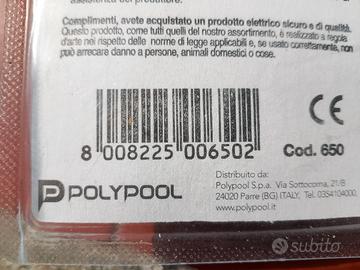 assistenza del produttore.
Complimenti, avete acquistato un prodotto elettrico sicuro e di qualità.
Questo prodotto, come tutti quelli del nostro assortimento, è realizzato a regola
d'arte nel rispetto delle norme di legge applicabili e, se usato correttamente, non
può arrecare danno a persone, animali domestici o cose.
CE
8 008225 006502
Cod. 650
POLYPOOL
Distribuito da:
Polypool S.p.a. Via Sottocorna, 21/B
24020 Parre (BG) ITALY, Tel. 0354104000
www.polypool.it
subito